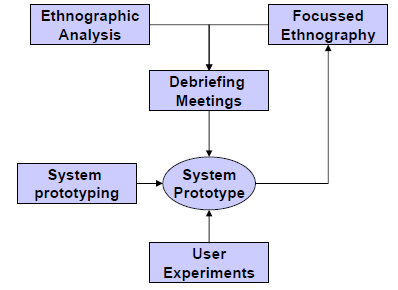 Ethnographic
Analysis
Focussed
Ethnography
Debriefing
Meetings
System
prototyping
System
Prototype
User
Experiments